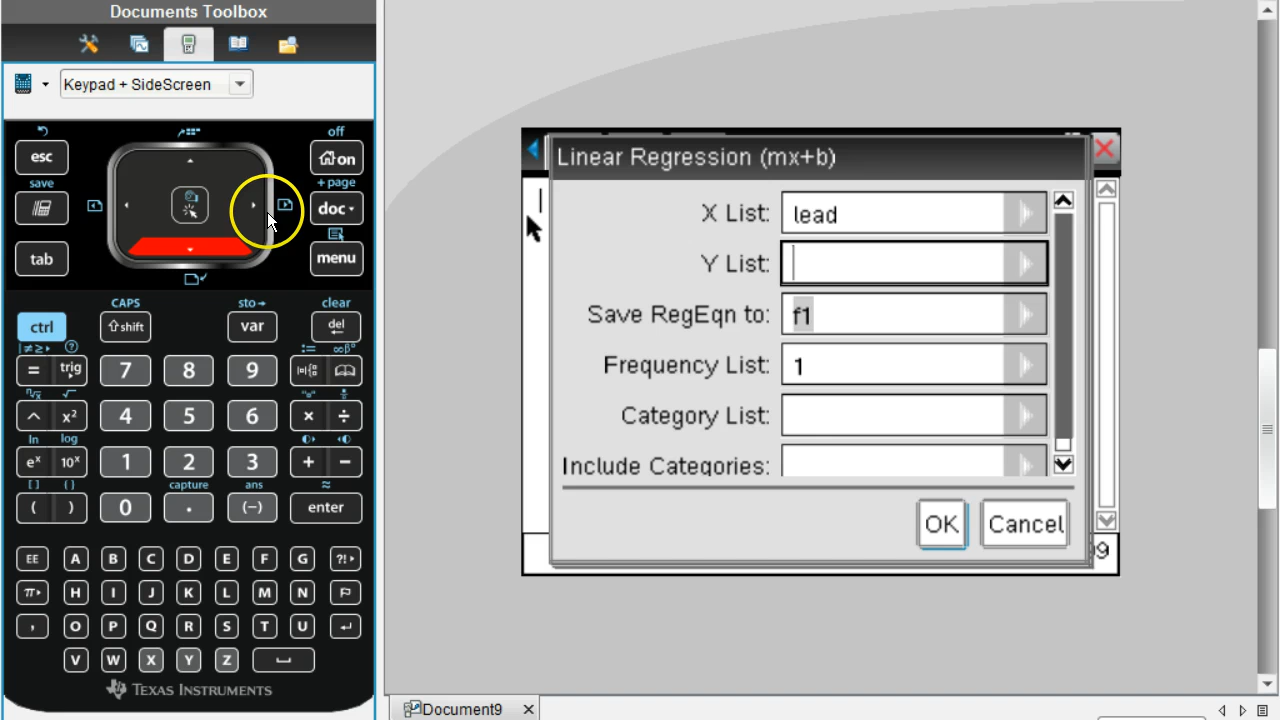 Documents Toolbox
Keypad + SideScreen
off
esc
on
save
+ page
doc
tab
menu
CAPS
sto→
clear
ctrl
⇧shift
var
del
|≠≥▸
:=
∞β°
=
trig
7
8
9
^
x²
4
5
6
×
÷
ln
log
eˣ
10ˣ
1
2
3
+
−
[ ]
{ }
capture
ans
≈
(
)
0
.
(−)
enter
EE
A
B
C
D
E
F
G
?!▸
π▸
H
I
J
K
L
M
N
,
O
P
Q
R
S
T
U
V
W
X
Y
Z
TEXAS INSTRUMENTS
Linear Regression (mx+b)
X List: lead
Y List:
Save RegEqn to: f1
Frequency List: 1
Category List:
Include Categories:
OK
Cancel
Document9